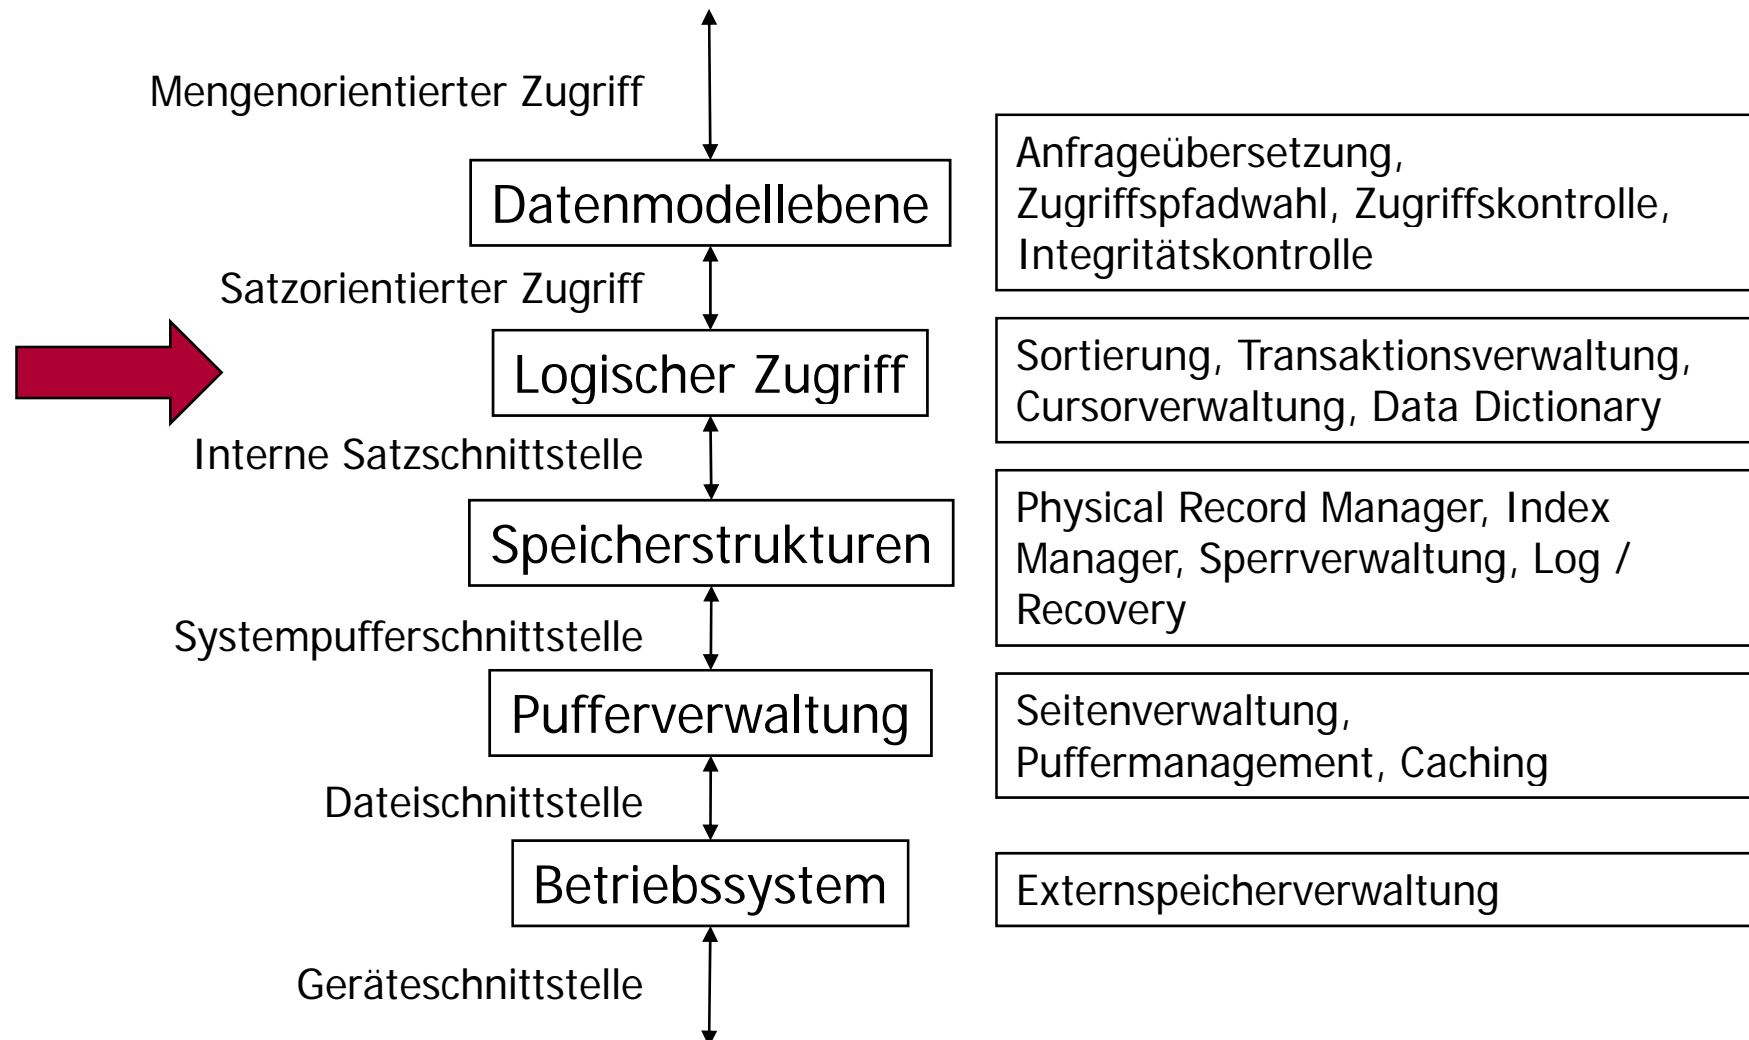 Mengenorientierter Zugriff
Datenmodellebene
Anfrageübersetzung,
Zugriffspfadwahl, Zugriffskontrolle,
Integritätskontrolle
Satzorientierter Zugriff
Logischer Zugriff
Sortierung, Transaktionsverwaltung,
Cursorverwaltung, Data Dictionary
Interne Satzschnittstelle
Speicherstrukturen
Physical Record Manager, Index
Manager, Sperrverwaltung, Log /
Recovery
Systempufferschnittstelle
Pufferverwaltung
Seitenverwaltung,
Puffermanagement, Caching
Dateischnittstelle
Betriebssystem
Externspeicherverwaltung
Geräteschnittstelle